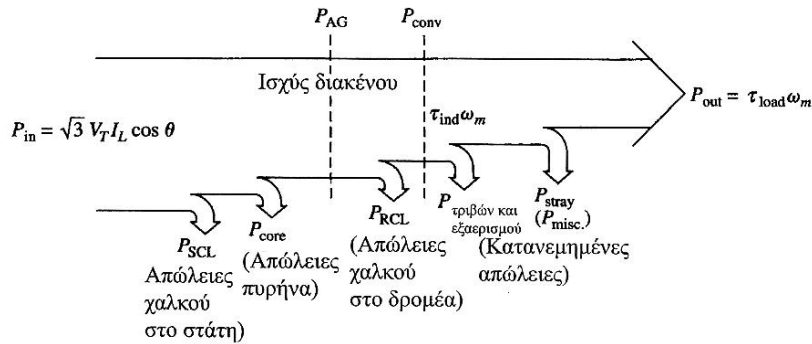 P_AG
P_conv
Ισχύς διακένου
P_out = τ_load ω_m
P_in = √3 V_T I_L cos θ
τ_ind ω_m
P_SCL
Απώλειες
χαλκού
στο στάτη)
P_core
(Απώλειες
πυρήνα)
P_RCL
(Απώλειες
χαλκού
στο δρομέα)
P τριβών και
εξαερισμού
P_stray
(P_misc.)
(Κατανεμημένες
απώλειες)